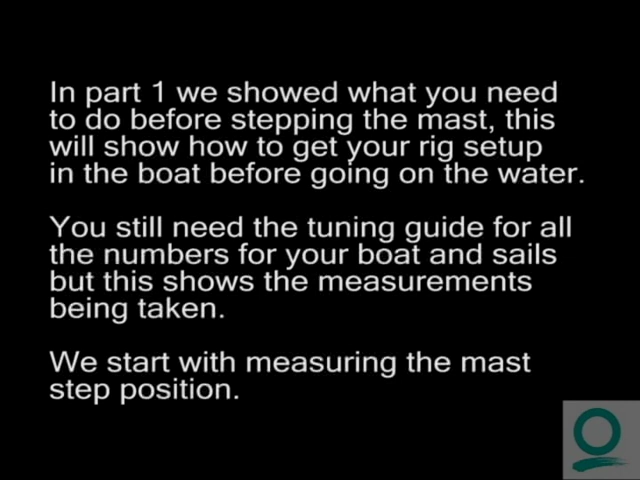 In part 1 we showed what you need
to do before stepping the mast, this
will show how to get your rig setup
in the boat before going on the water.
You still need the tuning guide for all
the numbers for your boat and sails
but this shows the measurements
being taken.
We start with measuring the mast
step position.